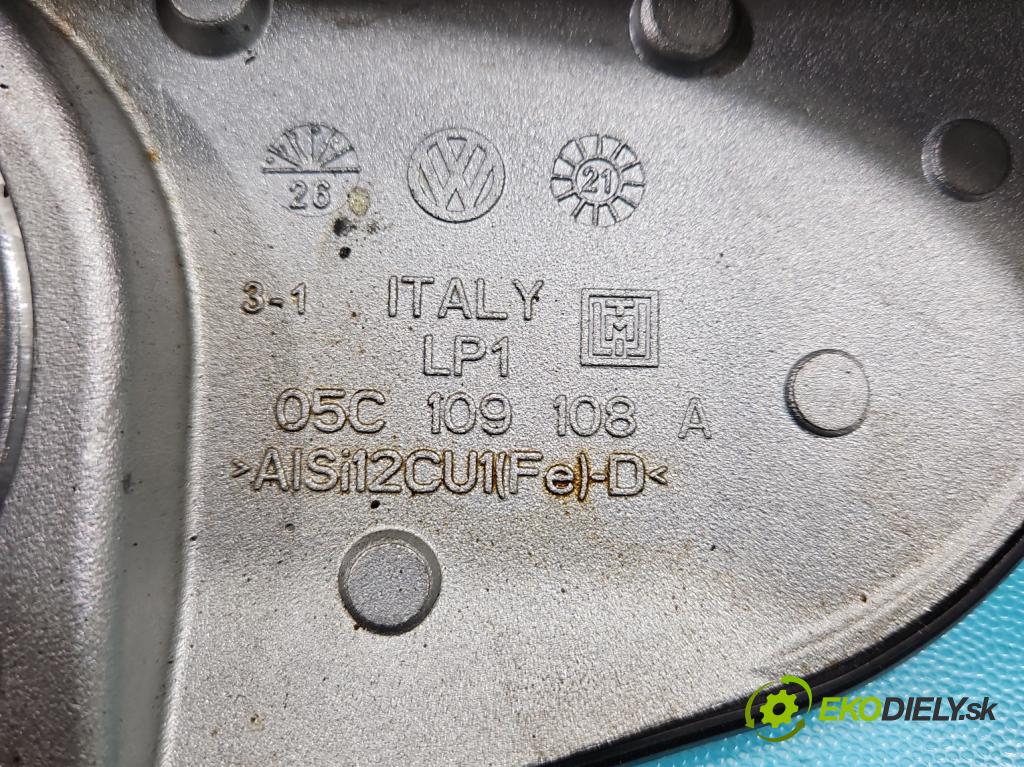 26
21
3-1 ITALY
LP1
05C 109 108 A
>AlSi12CU1(Fe)-D<
EKODIELY.sk